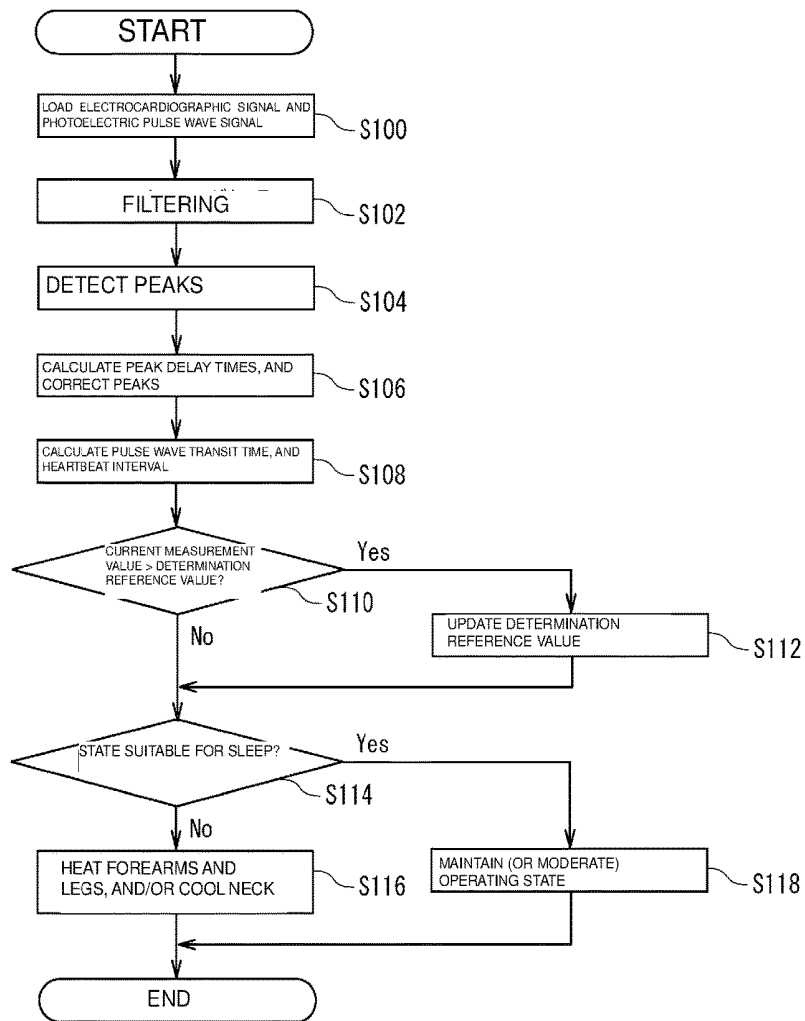 START
LOAD ELECTROCARDIOGRAPHIC SIGNAL AND
PHOTOELECTRIC PULSE WAVE SIGNAL
S100
FILTERING
S102
DETECT PEAKS
S104
CALCULATE PEAK DELAY TIMES, AND
CORRECT PEAKS
S106
CALCULATE PULSE WAVE TRANSIT TIME, AND
HEARTBEAT INTERVAL
S108
CURRENT MEASUREMENT
VALUE > DETERMINATION
REFERENCE VALUE?
S110
Yes
No
UPDATE DETERMINATION
REFERENCE VALUE
S112
STATE SUITABLE FOR SLEEP?
S114
Yes
No
HEAT FOREARMS AND
LEGS, AND/OR COOL NECK
S116
MAINTAIN (OR MODERATE)
OPERATING STATE
S118
END